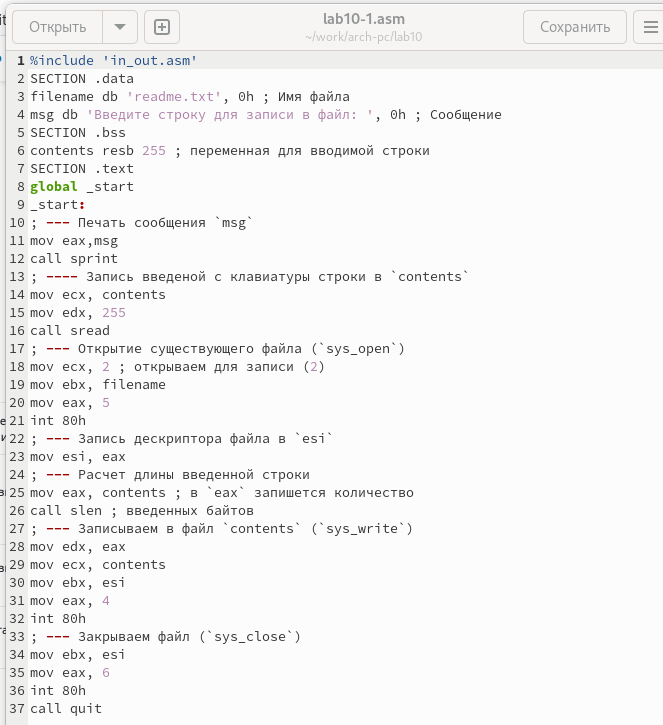 Открыть
lab10-1.asm
~/work/arch-pc/lab10
Сохранить
1 %include 'in_out.asm'
2 SECTION .data
3 filename db 'readme.txt', 0h ; Имя файла
4 msg db 'Введите строку для записи в файл: ', 0h ; Сообщение
5 SECTION .bss
6 contents resb 255 ; переменная для вводимой строки
7 SECTION .text
8 global _start
9 _start:
10 ; --- Печать сообщения `msg`
11 mov eax,msg
12 call sprint
13 ; ---- Запись введеной с клавиатуры строки в `contents`
14 mov ecx, contents
15 mov edx, 255
16 call sread
17 ; --- Открытие существующего файла (`sys_open`)
18 mov ecx, 2 ; открываем для записи (2)
19 mov ebx, filename
20 mov eax, 5
21 int 80h
22 ; --- Запись дескриптора файла в `esi`
23 mov esi, eax
24 ; --- Расчет длины введенной строки
25 mov eax, contents ; в `eax` запишется количество
26 call slen ; введенных байтов
27 ; --- Записываем в файл `contents` (`sys_write`)
28 mov edx, eax
29 mov ecx, contents
30 mov ebx, esi
31 mov eax, 4
32 int 80h
33 ; --- Закрываем файл (`sys_close`)
34 mov ebx, esi
35 mov eax, 6
36 int 80h
37 call quit